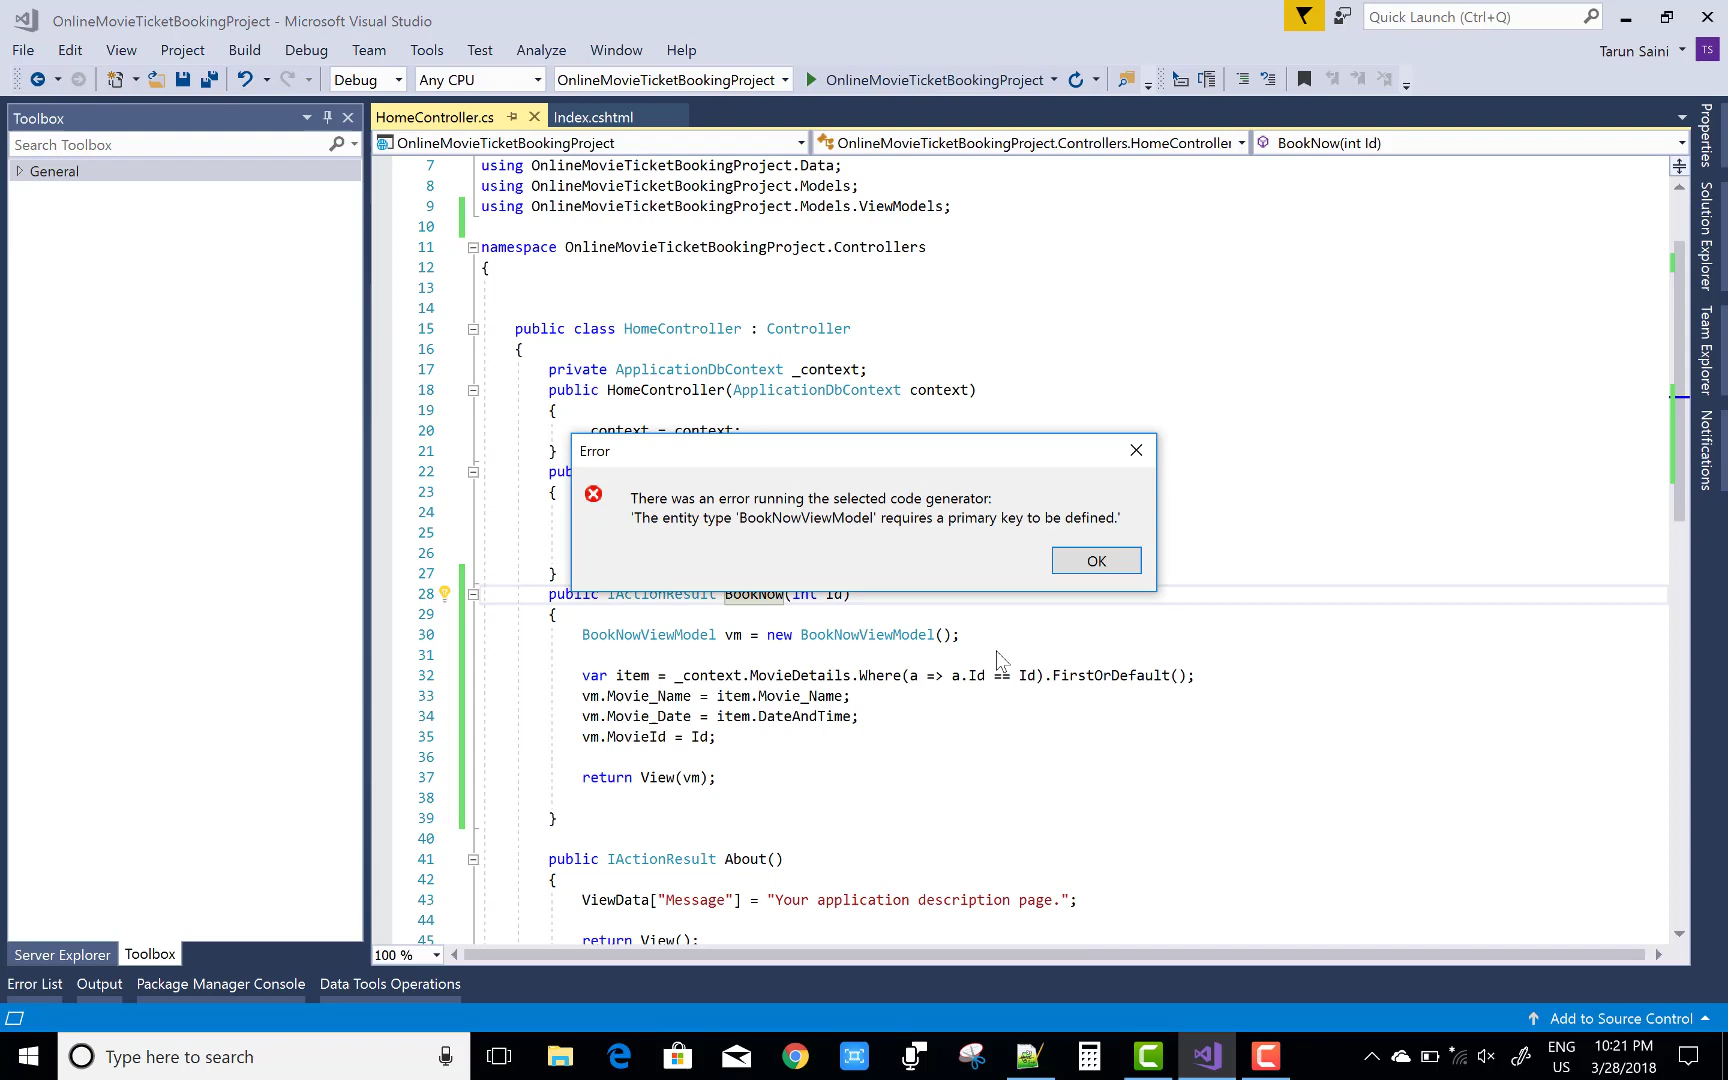 OnlineMovieTicketBookingProject - Microsoft Visual Studio
Quick Launch (Ctrl+Q)
File Edit View Project Build Debug Team Tools Test Analyze Window Help
Tarun Saini TS
Debug Any CPU OnlineMovieTicketBookingProject OnlineMovieTicketBookingProject
Toolbox
Search Toolbox
General
HomeController.cs Index.cshtml
OnlineMovieTicketBookingProject OnlineMovieTicketBookingProject.Controllers.HomeController BookNow(int Id)
7 using OnlineMovieTicketBookingProject.Data;
8 using OnlineMovieTicketBookingProject.Models;
9 using OnlineMovieTicketBookingProject.Models.ViewModels;
10
11 namespace OnlineMovieTicketBookingProject.Controllers
12 {
13
14
15 public class HomeController : Controller
16 {
17 private ApplicationDbContext _context;
18 public HomeController(ApplicationDbContext context)
19 {
20 _context = context;
21 }
22 pub
23 {
24
25
26
27 }
28 public IActionResult BookNow(int Id)
29 {
30 BookNowViewModel vm = new BookNowViewModel();
31
32 var item = _context.MovieDetails.Where(a => a.Id == Id).FirstOrDefault();
33 vm.Movie_Name = item.Movie_Name;
34 vm.Movie_Date = item.DateAndTime;
35 vm.MovieId = Id;
36
37 return View(vm);
38
39 }
40
41 public IActionResult About()
42 {
43 ViewData["Message"] = "Your application description page.";
44
45 return View();
Error
There was an error running the selected code generator:
'The entity type 'BookNowViewModel' requires a primary key to be defined.'
OK
Properties
Solution Explorer
Team Explorer
Notifications
100 %
Server Explorer Toolbox
Error List Output Package Manager Console Data Tools Operations
Add to Source Control
Type here to search
ENG
US
10:21 PM
3/28/2018